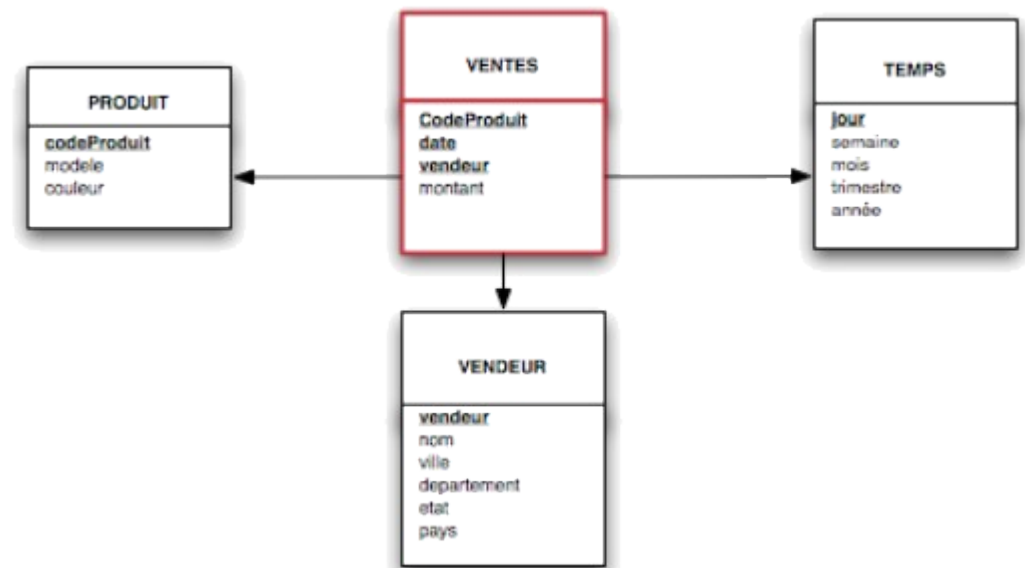 PRODUIT
codeProduit
modele
couleur
VENTES
CodeProduit
date
vendeur
montant
TEMPS
jour
semaine
mois
trimestre
année
VENDEUR
vendeur
nom
ville
departement
etat
pays